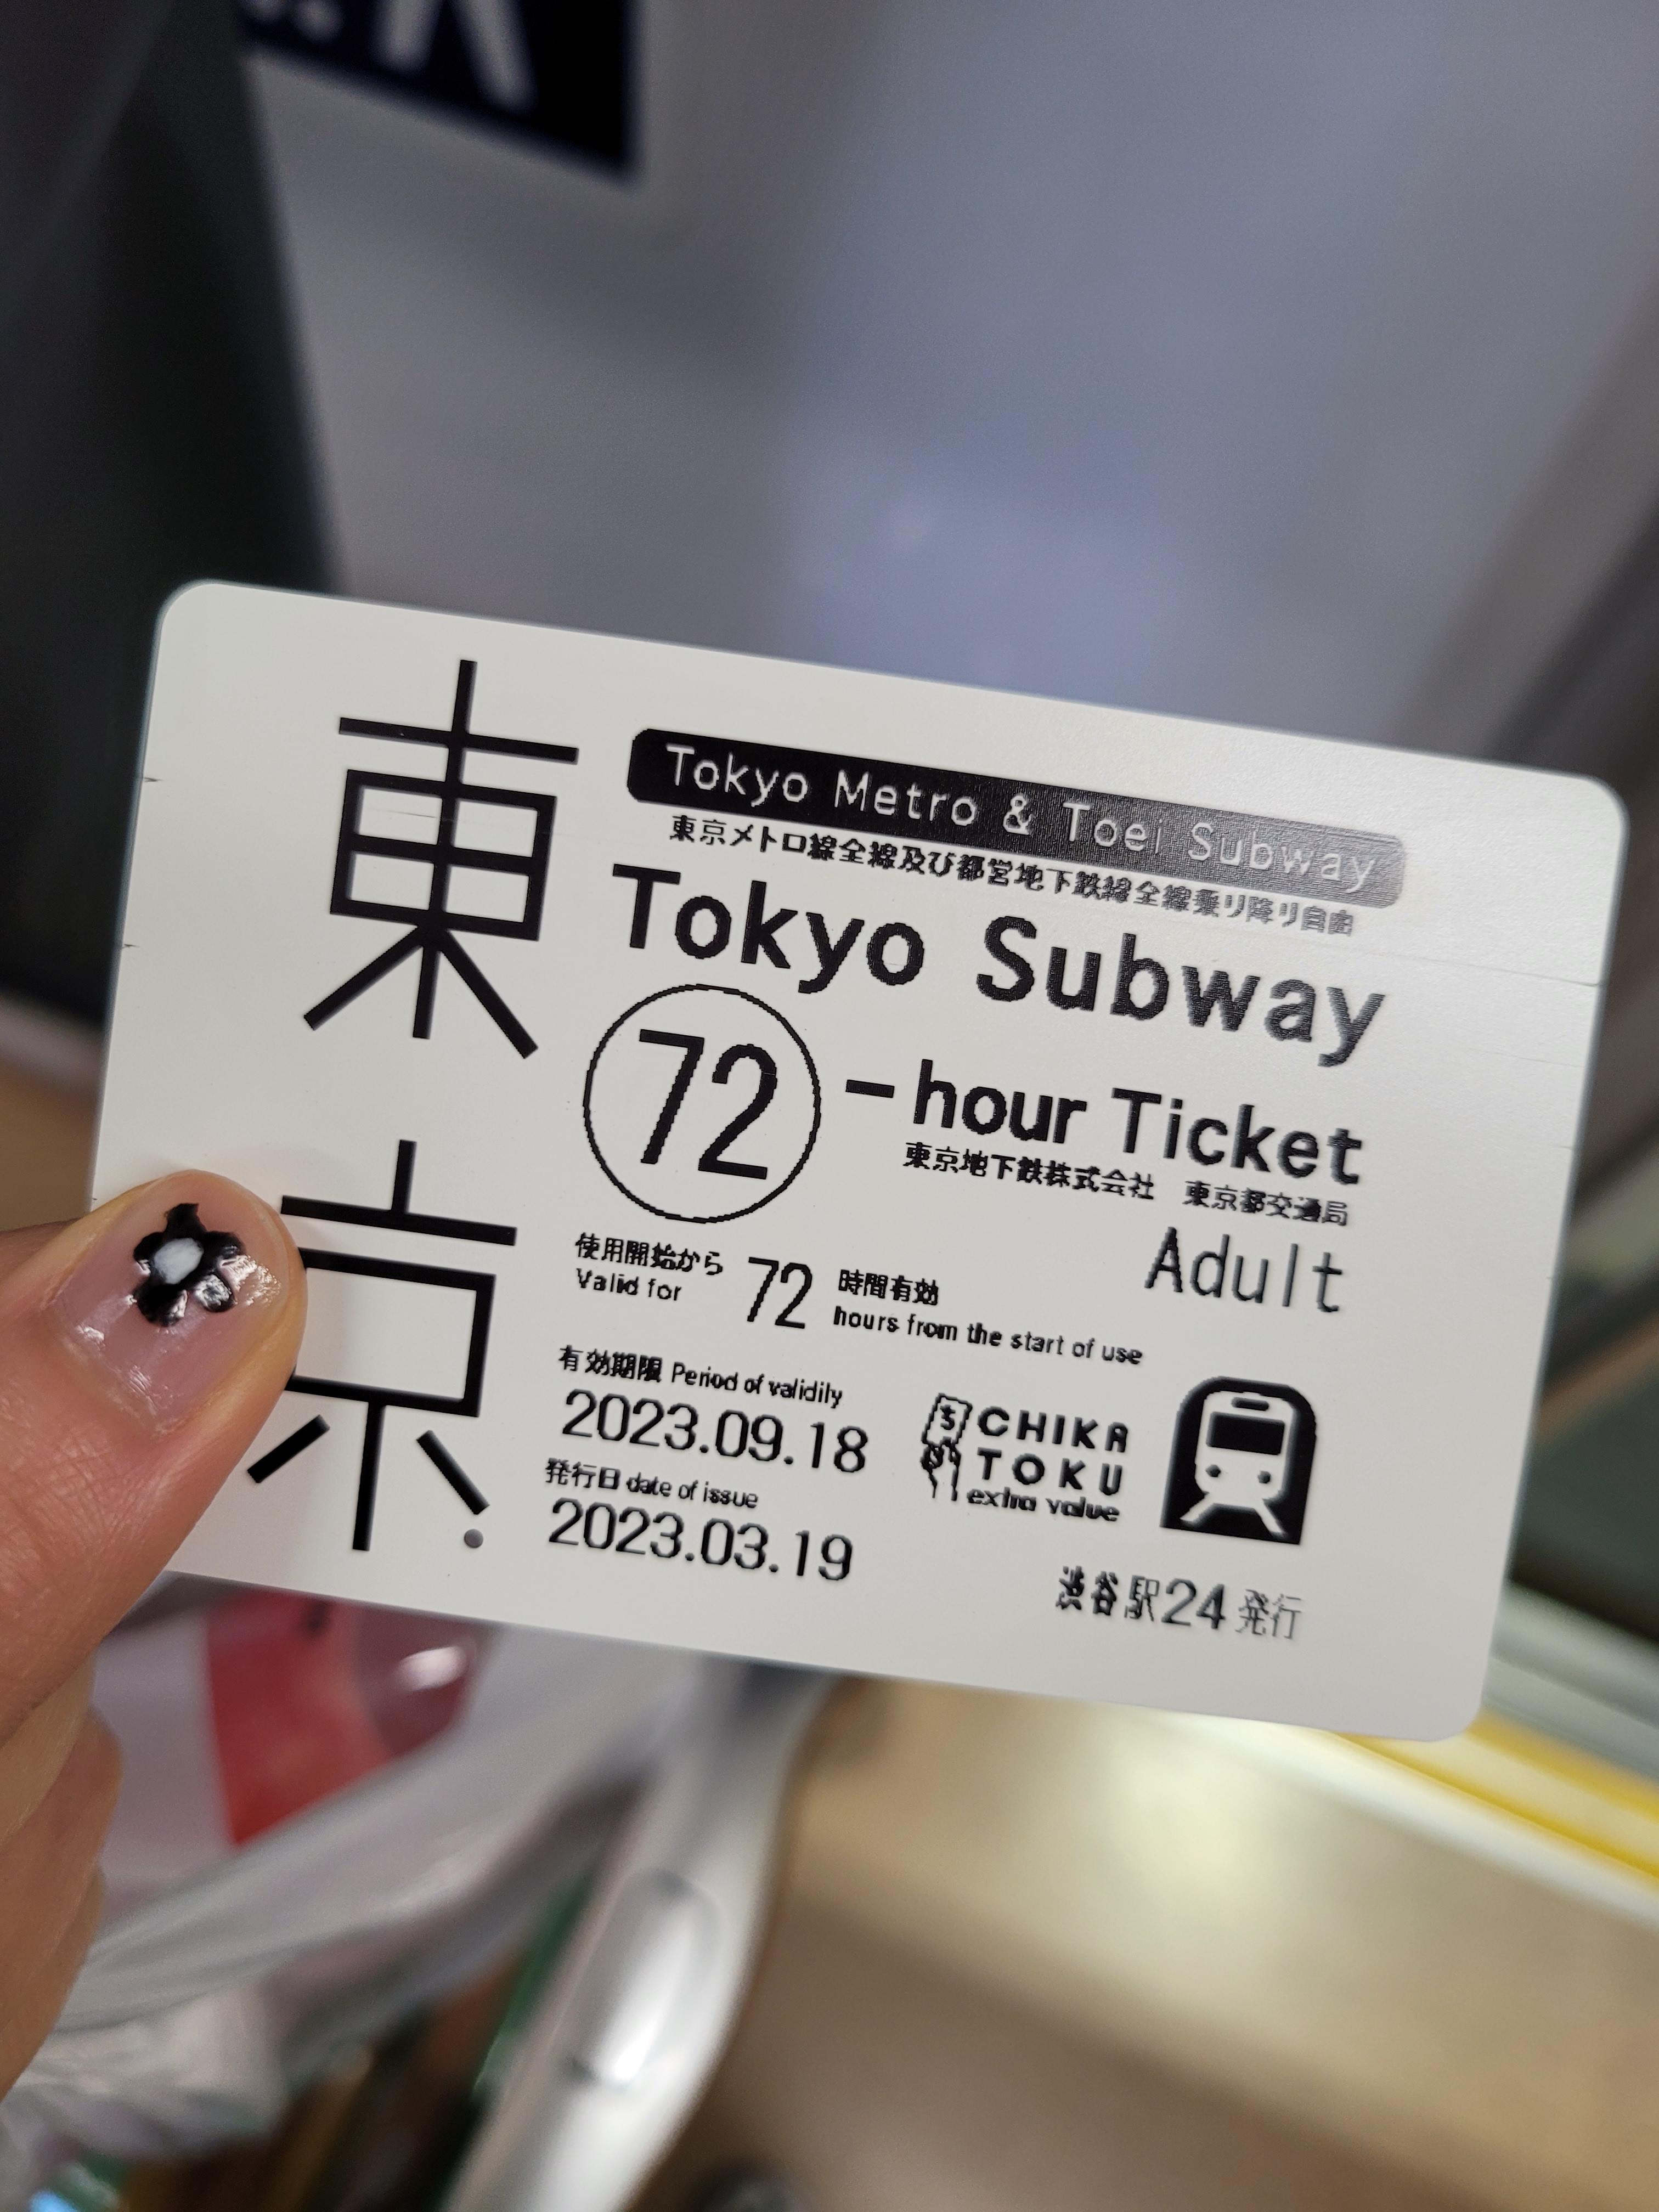 東京
Tokyo Metro & Toei Subway
東京メトロ線全線及び都営地下鉄線全線乗り降り自由
Tokyo Subway
72-hour Ticket
東京地下鉄株式会社 東京都交通局
Adult
使用開始から 72 時間有効
Valid for 72 hours from the start of use
有効期限 Period of validity
2023.09.18
発行日 date of issue
2023.03.19
CHIKA
TOKU
extra value
渋谷駅24発行